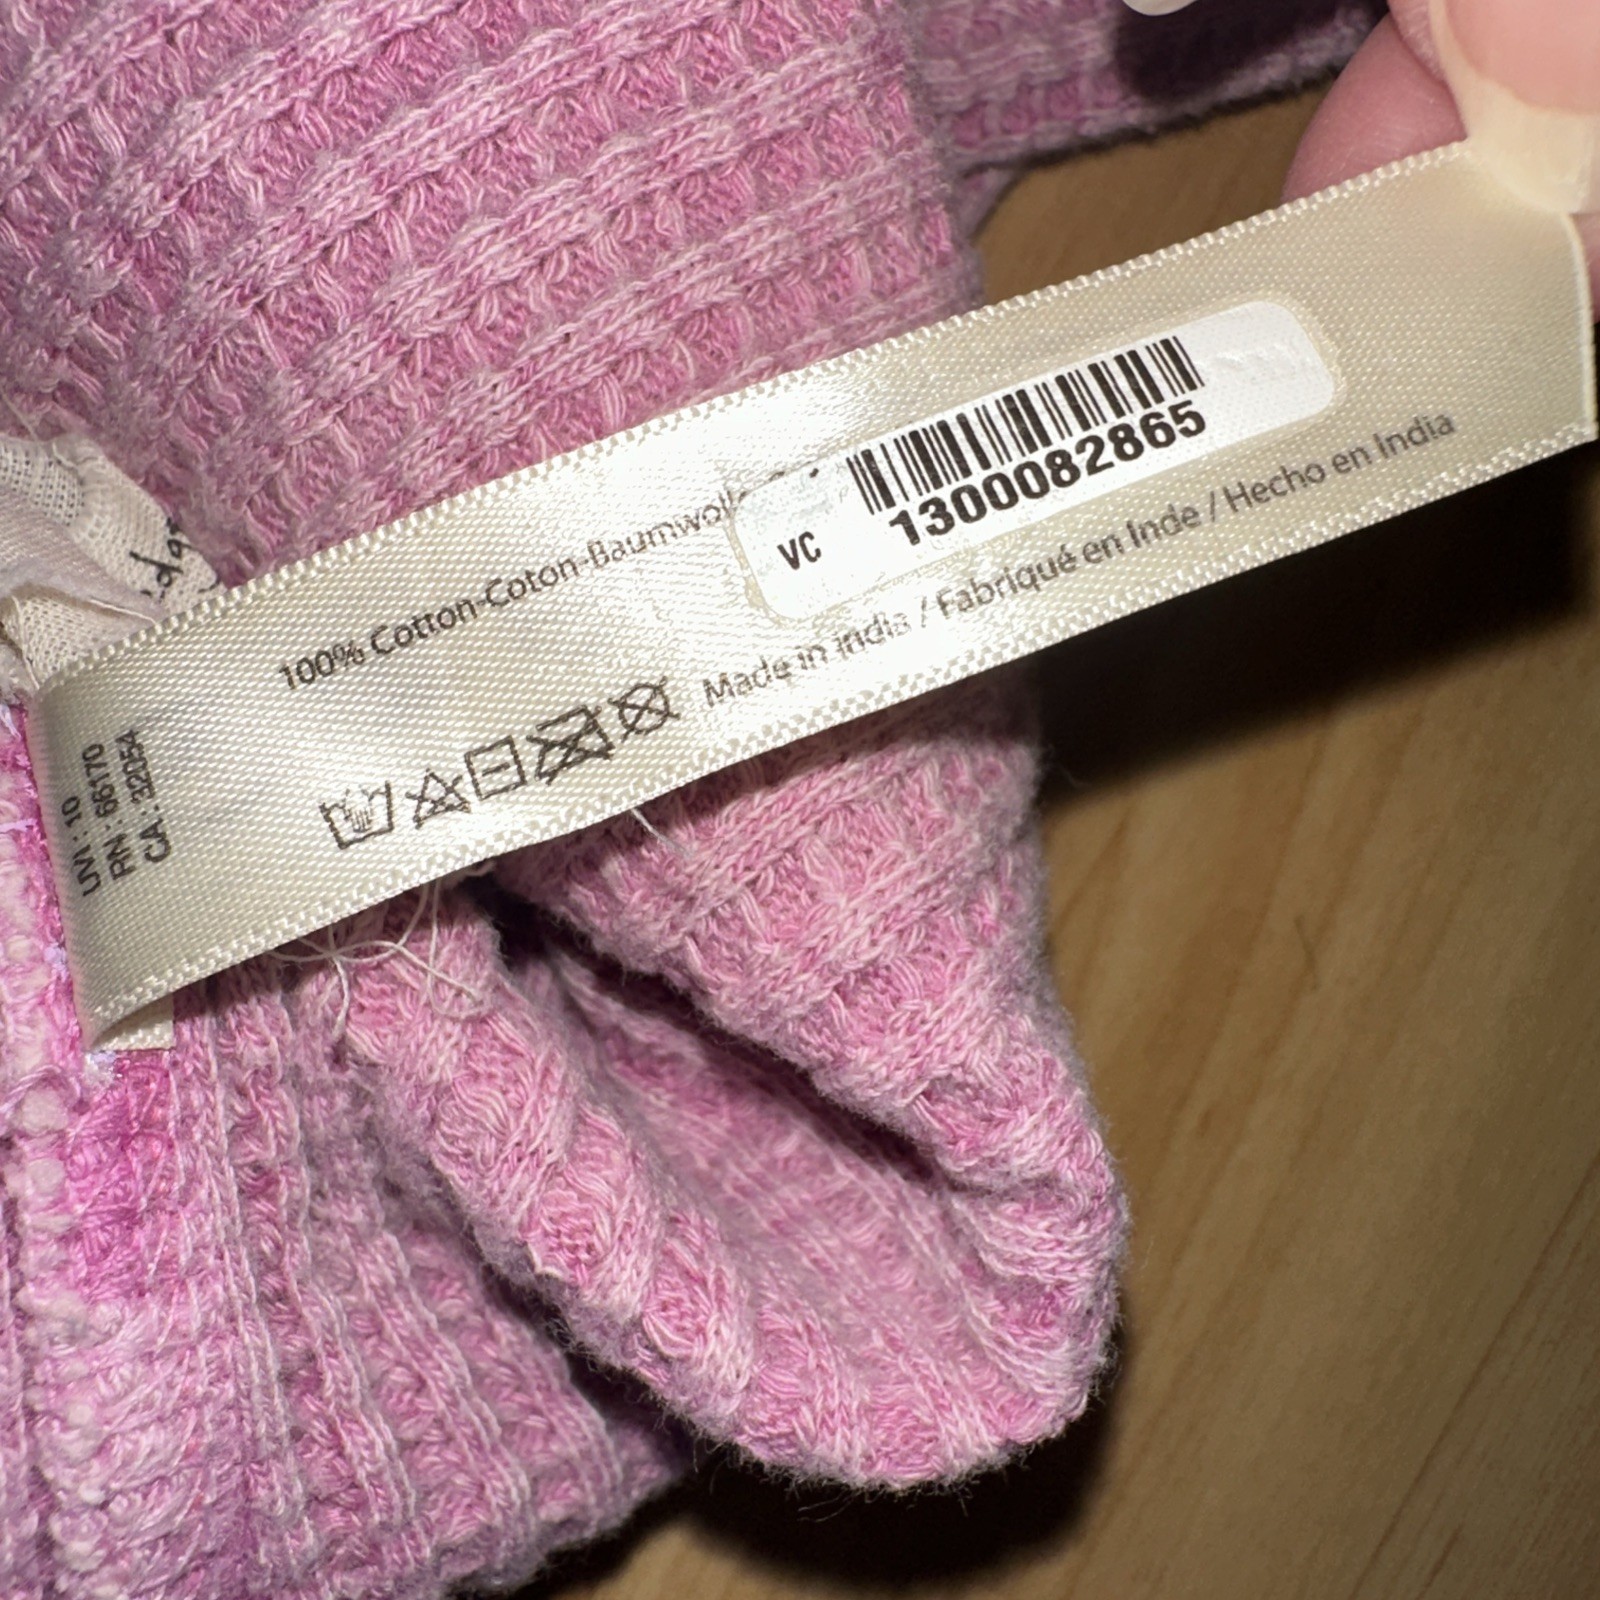 100% Cotton-Coton-Baumwolle
VC 1300082865
Made in India / Fabriqué en Inde / Hecho en India
UVI : 10
PIN : 66170
CA : 32054